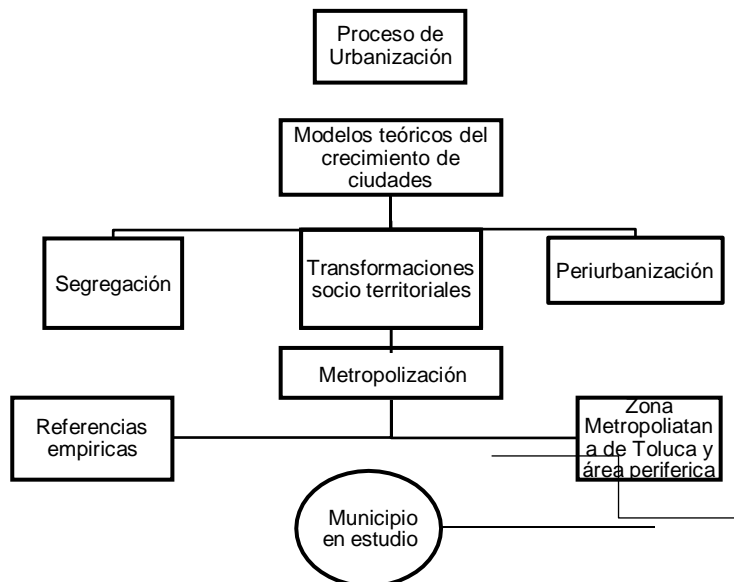 Proceso de
Urbanización
Modelos teóricos del
crecimiento de
ciudades
Segregación
Transformaciones
socio territoriales
Periurbanización
Metropolización
Referencias
empiricas
Zona
Metropoliatan
a de Toluca y
área periferica
Municipio
en estudio